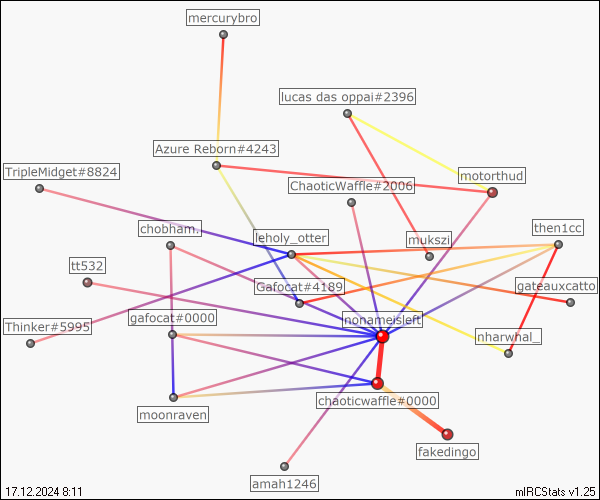 mercurybro
lucas das oppai#2396
Azure Reborn#4243
TripleMidget#8824
ChaoticWaffle#2006
motorthud
chobham.
leholy_otter
mukszi
then1cc
tt532
Gafocat#4189
gateauxcatto
Thinker#5995
gafocat#0000
nonameisleft
nharwhal_
moonraven
chaoticwaffle#0000
fakedingo
amah1246
17.12.2024 8:11
mIRCStats v1.25